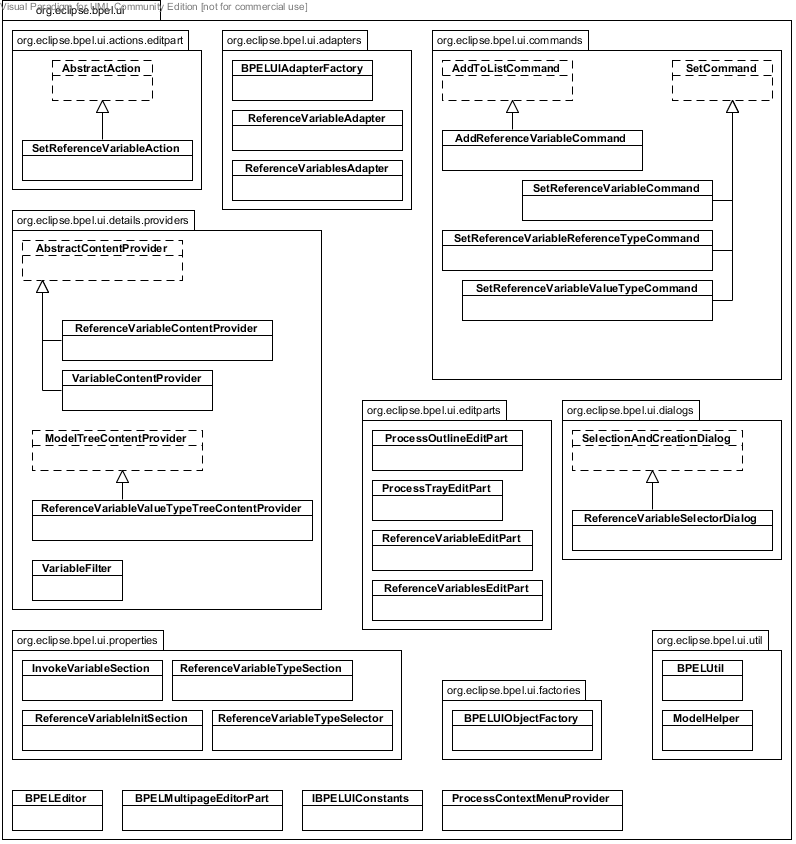 Visual Paradigm for UML Community Edition [not for commercial use]
org.eclipse.bpel.ui
org.eclipse.bpel.ui.actions.editpart
AbstractAction
SetReferenceVariableAction
org.eclipse.bpel.ui.adapters
BPELUIAdapterFactory
ReferenceVariableAdapter
ReferenceVariablesAdapter
org.eclipse.bpel.ui.commands
AddToListCommand
SetCommand
AddReferenceVariableCommand
SetReferenceVariableCommand
SetReferenceVariableReferenceTypeCommand
SetReferenceVariableValueTypeCommand
org.eclipse.bpel.ui.details.providers
AbstractContentProvider
ReferenceVariableContentProvider
VariableContentProvider
ModelTreeContentProvider
ReferenceVariableValueTypeTreeContentProvider
VariableFilter
org.eclipse.bpel.ui.editparts
ProcessOutlineEditPart
ProcessTrayEditPart
ReferenceVariableEditPart
ReferenceVariablesEditPart
org.eclipse.bpel.ui.dialogs
SelectionAndCreationDialog
ReferenceVariableSelectorDialog
org.eclipse.bpel.ui.properties
InvokeVariableSection
ReferenceVariableTypeSection
ReferenceVariableInitSection
ReferenceVariableTypeSelector
org.eclipse.bpel.ui.factories
BPELUIObjectFactory
org.eclipse.bpel.ui.util
BPELUtil
ModelHelper
BPELEditor
BPELMultipageEditorPart
IBPELUIConstants
ProcessContextMenuProvider